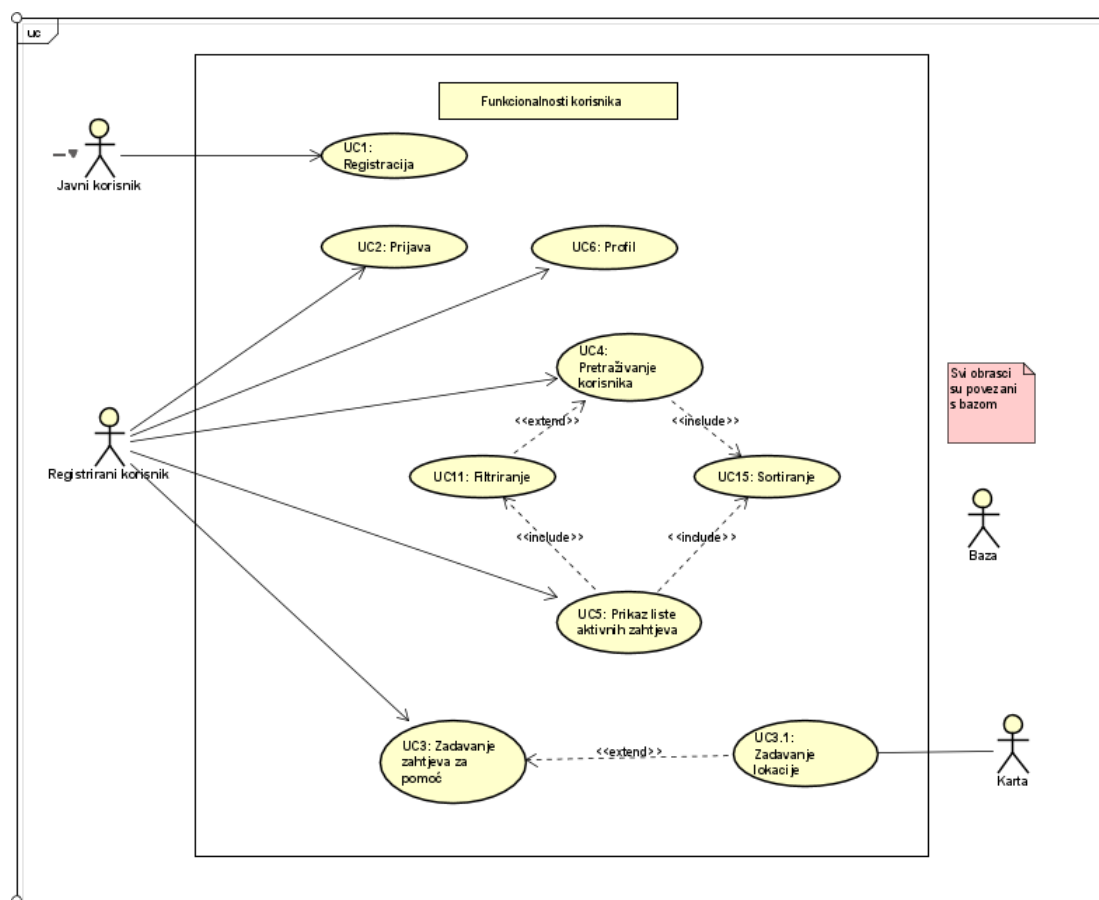 uc
Funkcionalnosti korisnika
UC1:
Registracija
Javni korisnik
UC2: Prijava
UC6: Profil
UC4:
Pretraživanje
korisnika
Svi obrasci
su povezani
s bazom
<<extend>>
<<include>>
Registrirani korisnik
UC11: Filtriranje
UC15: Sortiranje
<<include>>
<<include>>
Baza
UC5: Prikaz liste
aktivnih zahtjeva
UC3: Zadavanje
zahtjeva za
pomoć
<<extend>>
UC3.1:
Zadavanje
lokacije
Karta